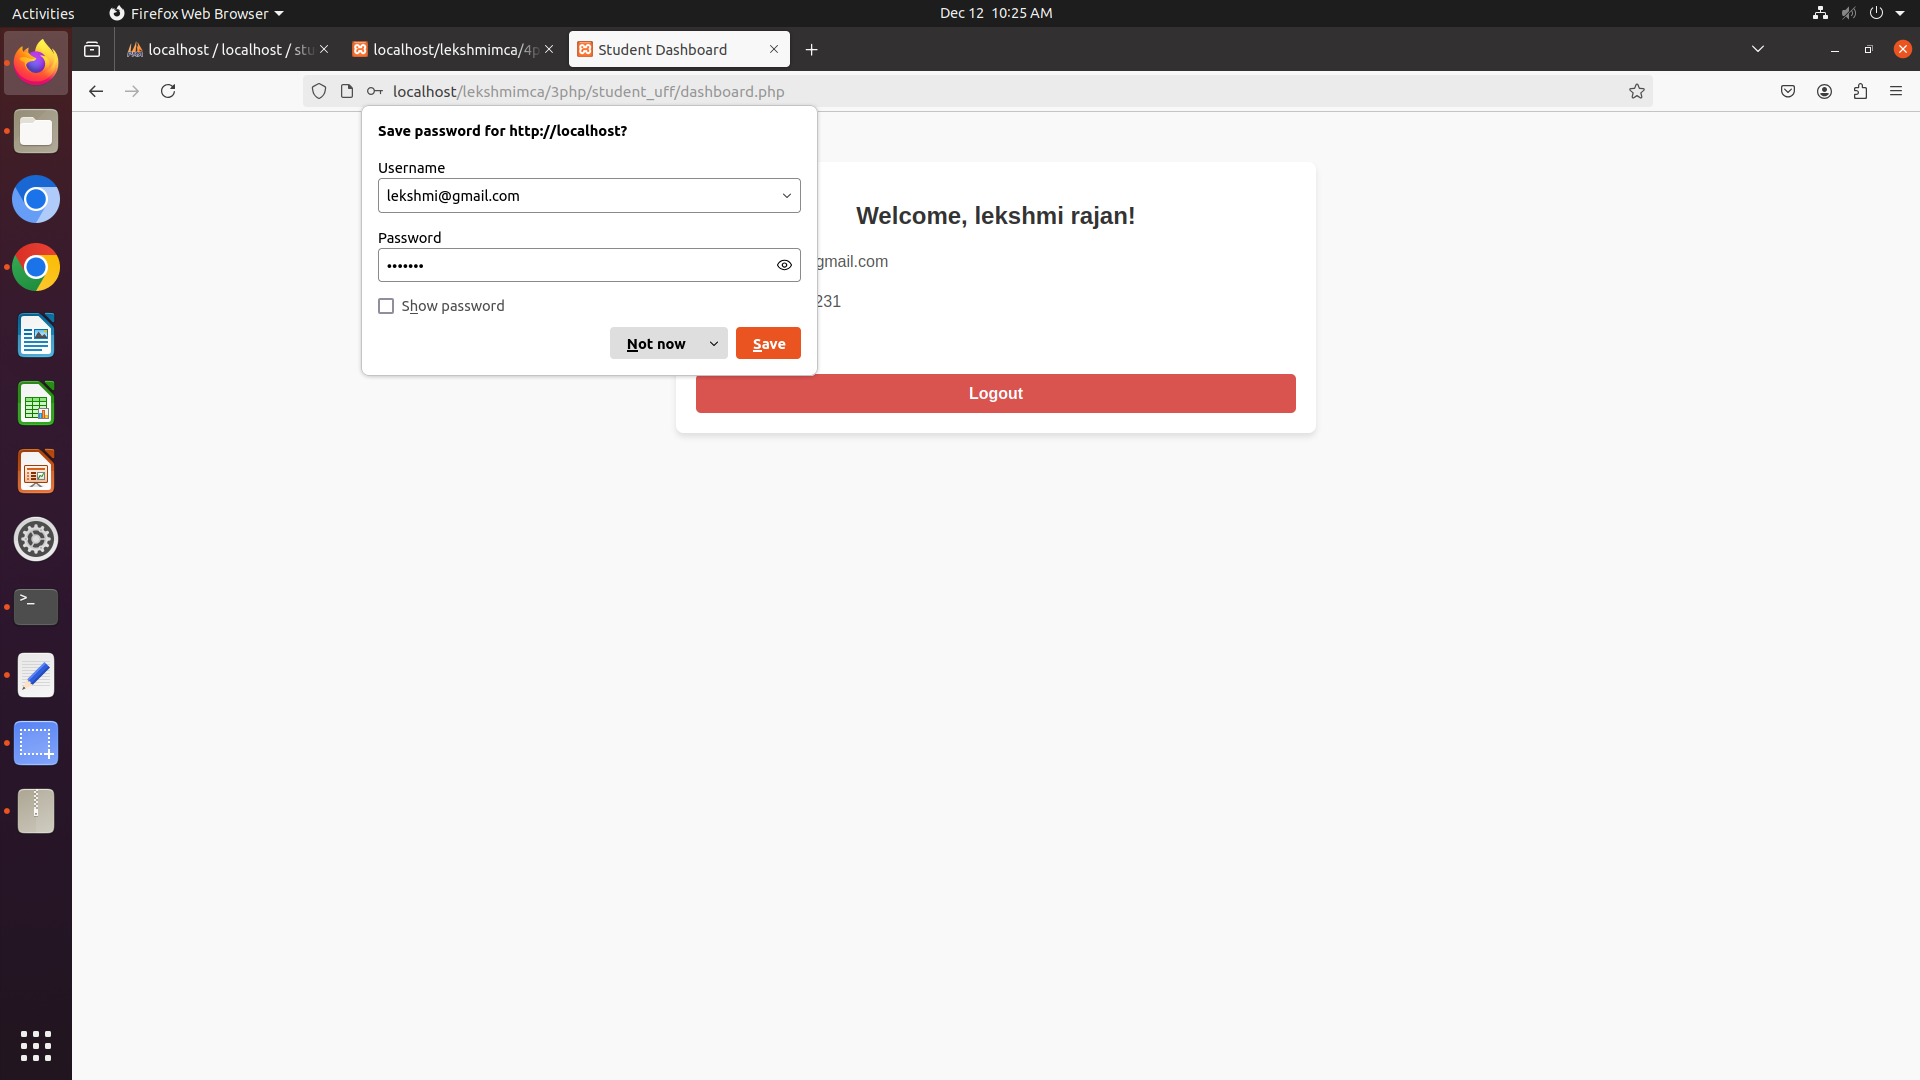 Activities
Firefox Web Browser
Dec 12 10:25 AM
localhost / localhost / stu
localhost/lekshmimca/4p
Student Dashboard
localhost/lekshmimca/3php/student_uff/dashboard.php
Save password for http://localhost?
Username
lekshmi@gmail.com
Password
•••••••
Show password
Not now
Save
Welcome, lekshmi rajan!
gmail.com
231
Logout